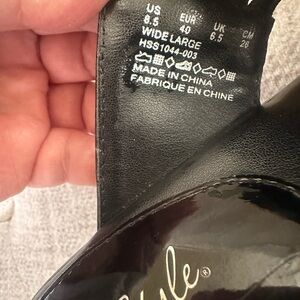 US EUR UK CM
8.5 40 6.5 26
WIDE LARGE
HSS1044-003
MADE IN CHINA
FABRIQUE EN CHINE